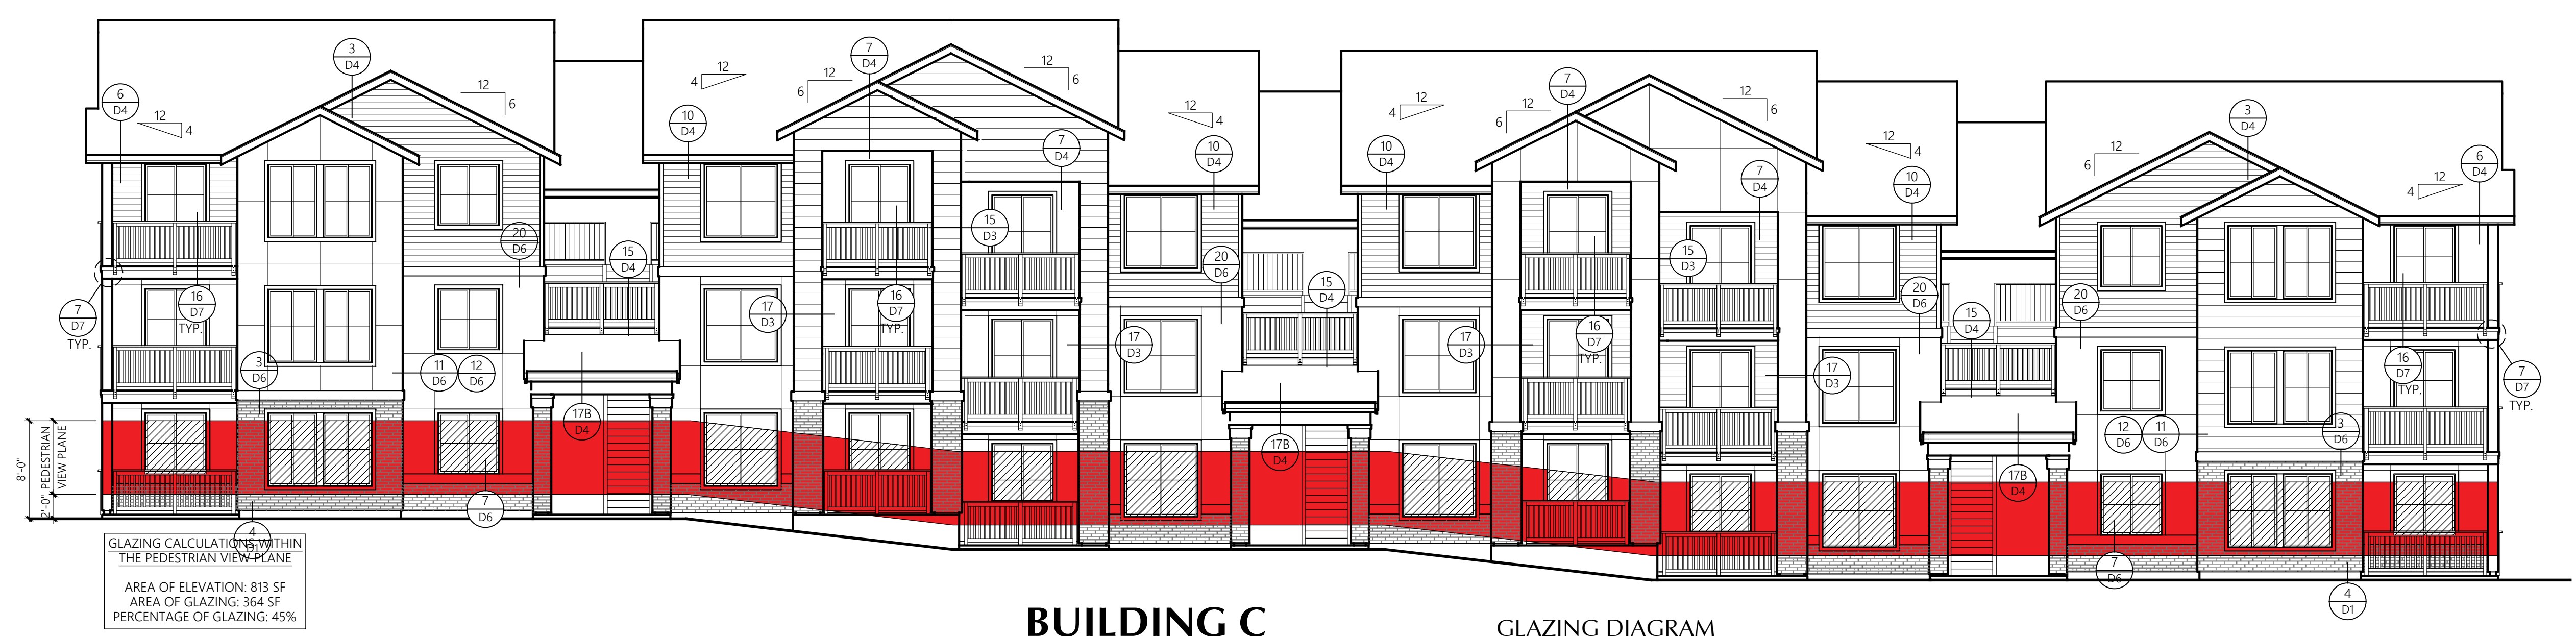 3
D4
12
6
6
D4
12
4
10
D4
12
4
7
D4
12
6
12
6
7
D4
12
4
10
D4
10
D4
12
4
7
D4
12
6
12
6
7
D4
12
4
10
D4
3
D4
12
6
6
D4
12
4
20
D6
15
D4
15
D3
20
D6
15
D4
15
D3
20
D6
15
D4
20
D6
16
D7
TYP.
7
D7
TYP.
17
D3
16
D7
TYP.
17
D3
17
D3
16
D7
TYP.
17
D3
16
D7
TYP.
7
D7
TYP.
3
D6
11
D6
12
D6
17B
D4
17B
D4
17B
D4
12
D6
11
D6
3
D6
8'-0"
2'-0"
PEDESTRIAN
VIEW PLANE
7
D6
7
D6
4
D1
4
D1
GLAZING CALCULATIONS WITHIN
THE PEDESTRIAN VIEW PLANE
AREA OF ELEVATION: 813 SF
AREA OF GLAZING: 364 SF
PERCENTAGE OF GLAZING: 45%
BUILDING C
GLAZING DIAGRAM